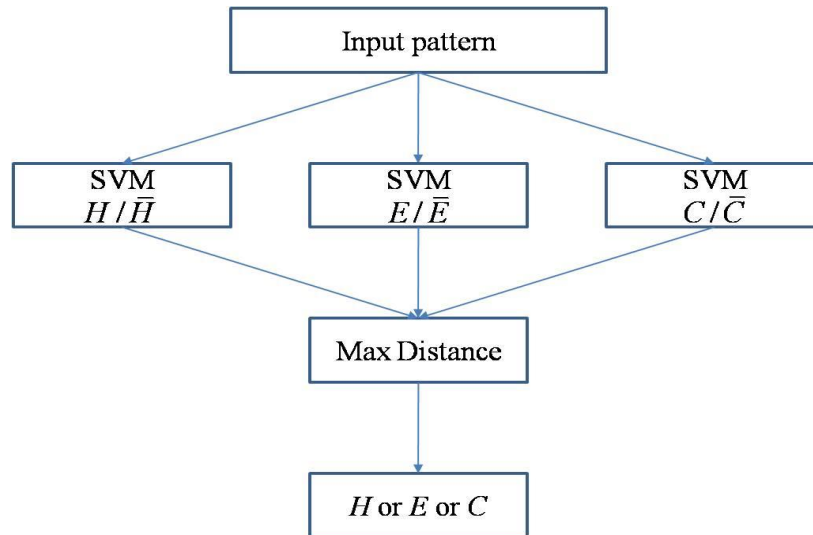 Input pattern
SVM
H / H̅
SVM
E / E̅
SVM
C / C̅
Max Distance
H or E or C